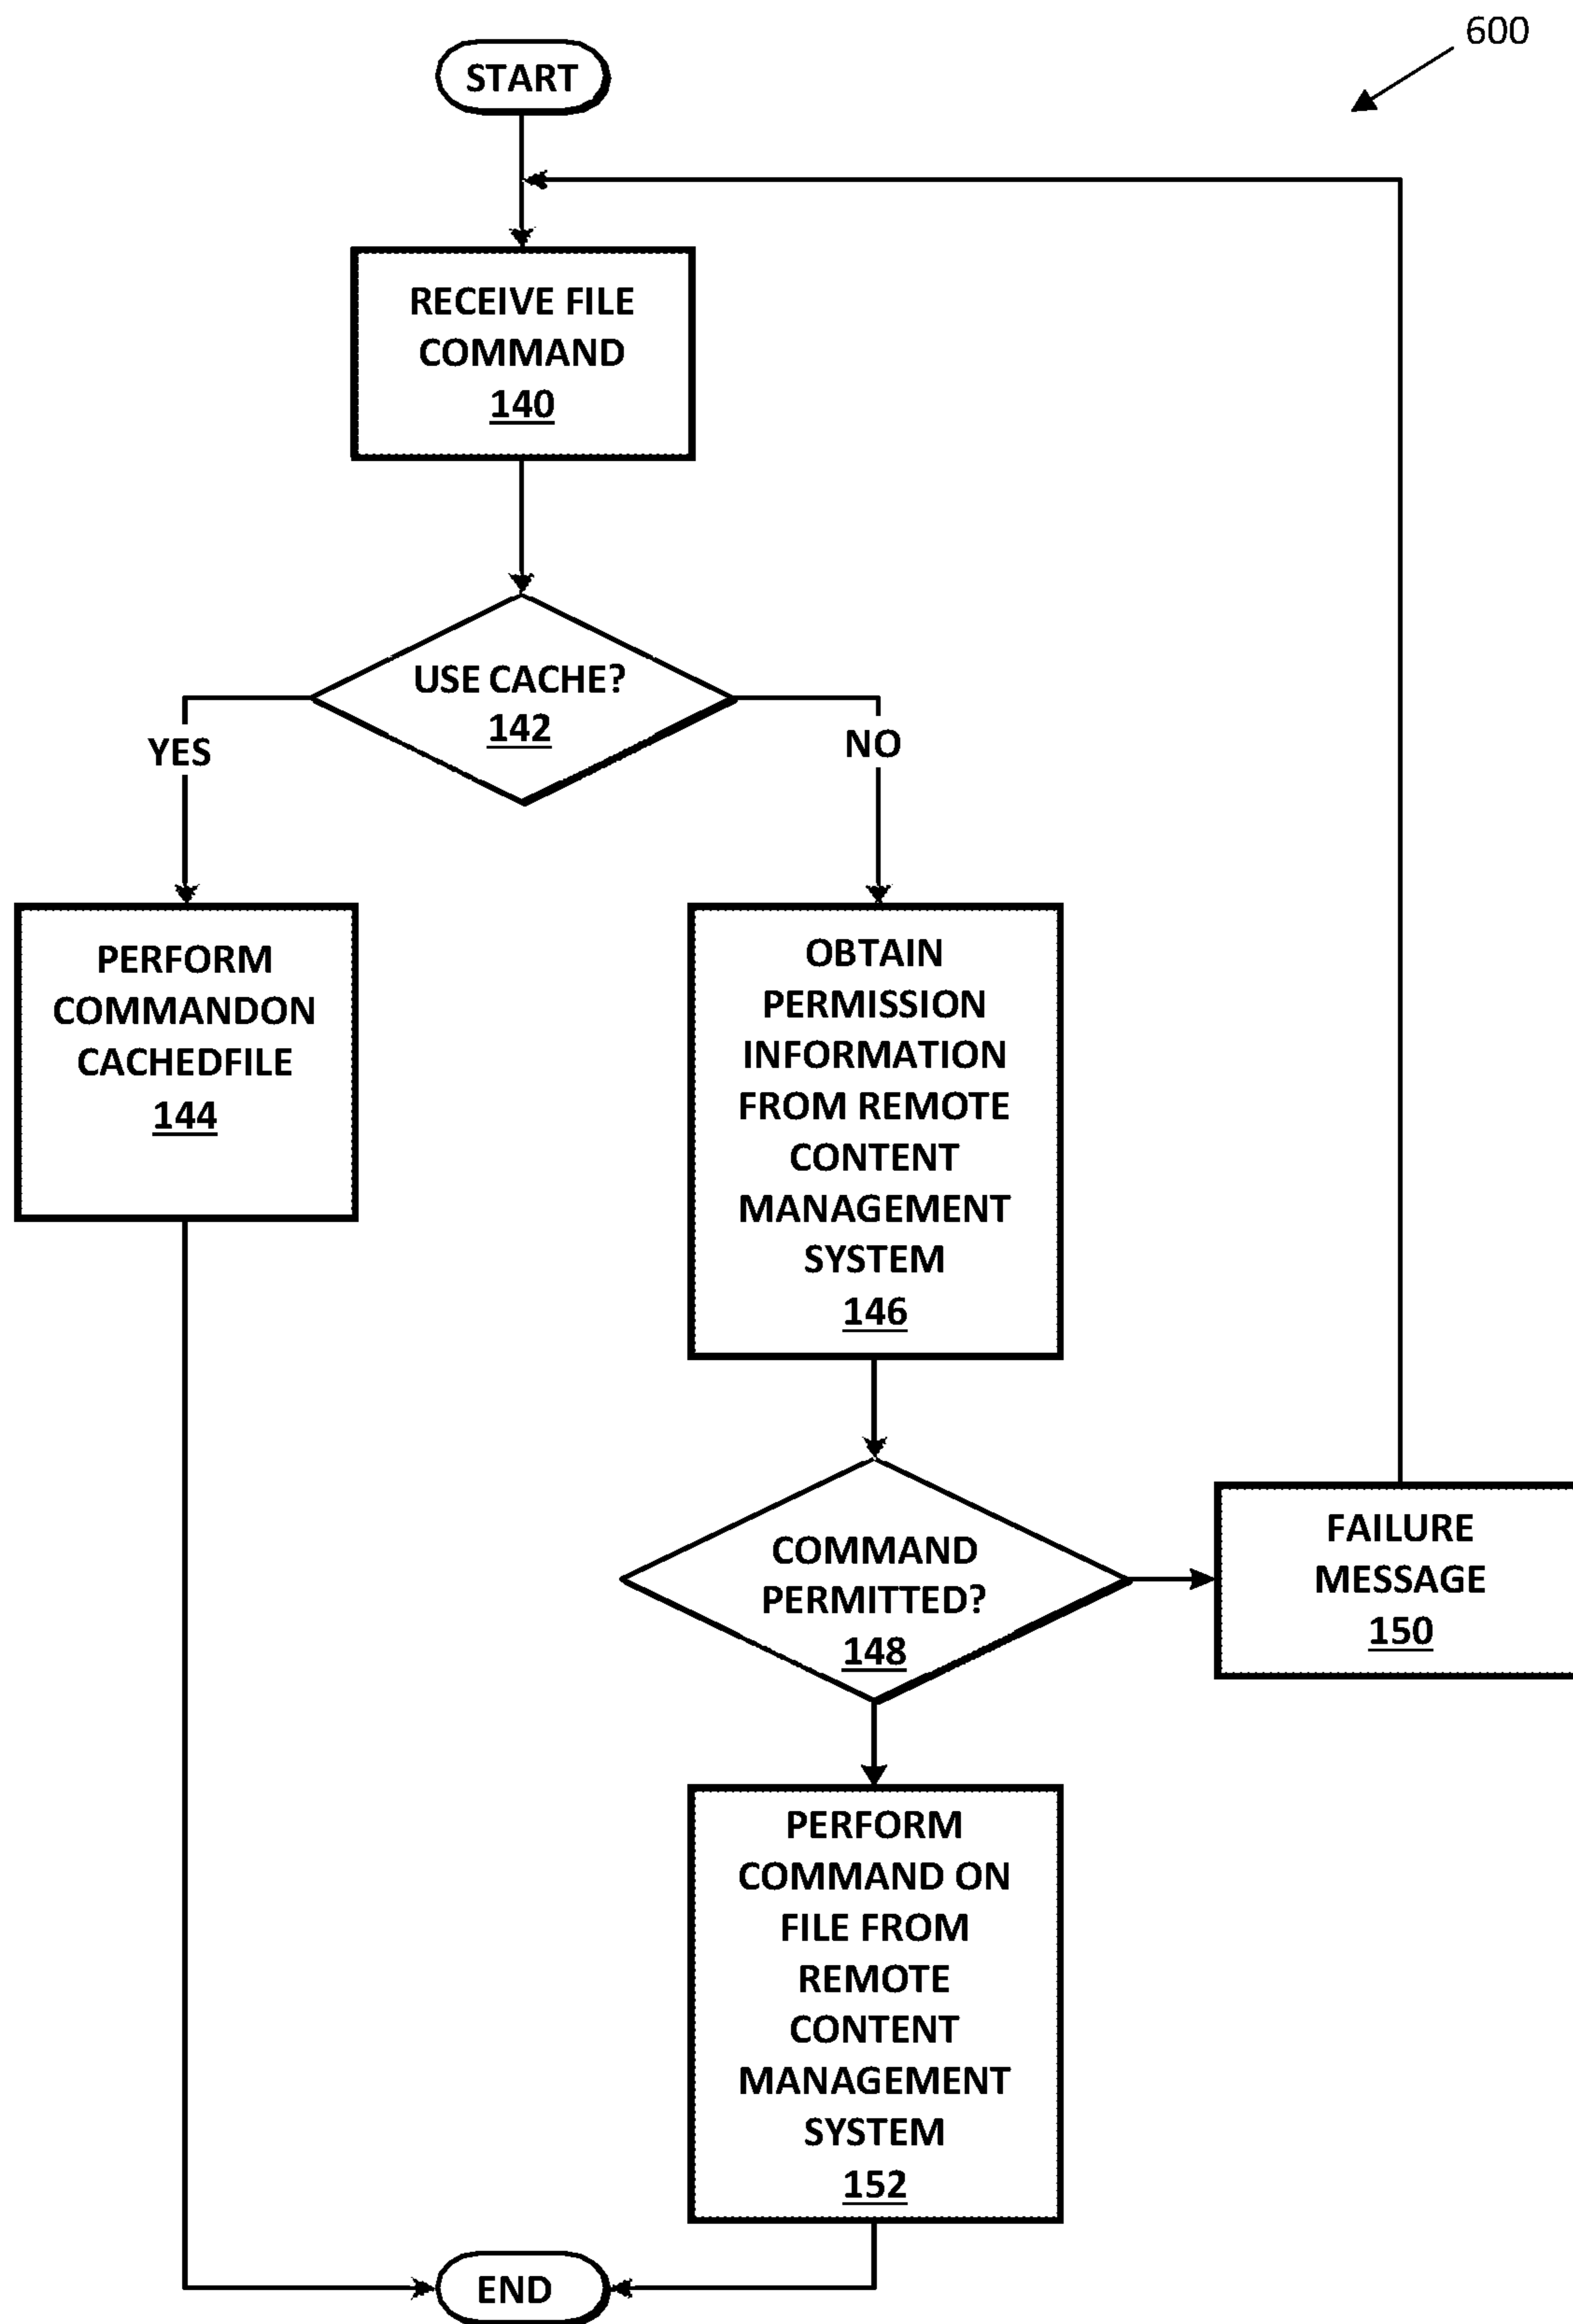 600
START
RECEIVE FILE
COMMAND
140
USE CACHE?
142
YES
NO
PERFORM
COMMANDON
CACHEDFILE
144
OBTAIN
PERMISSION
INFORMATION
FROM REMOTE
CONTENT
MANAGEMENT
SYSTEM
146
COMMAND
PERMITTED?
148
FAILURE
MESSAGE
150
PERFORM
COMMAND ON
FILE FROM
REMOTE
CONTENT
MANAGEMENT
SYSTEM
152
END